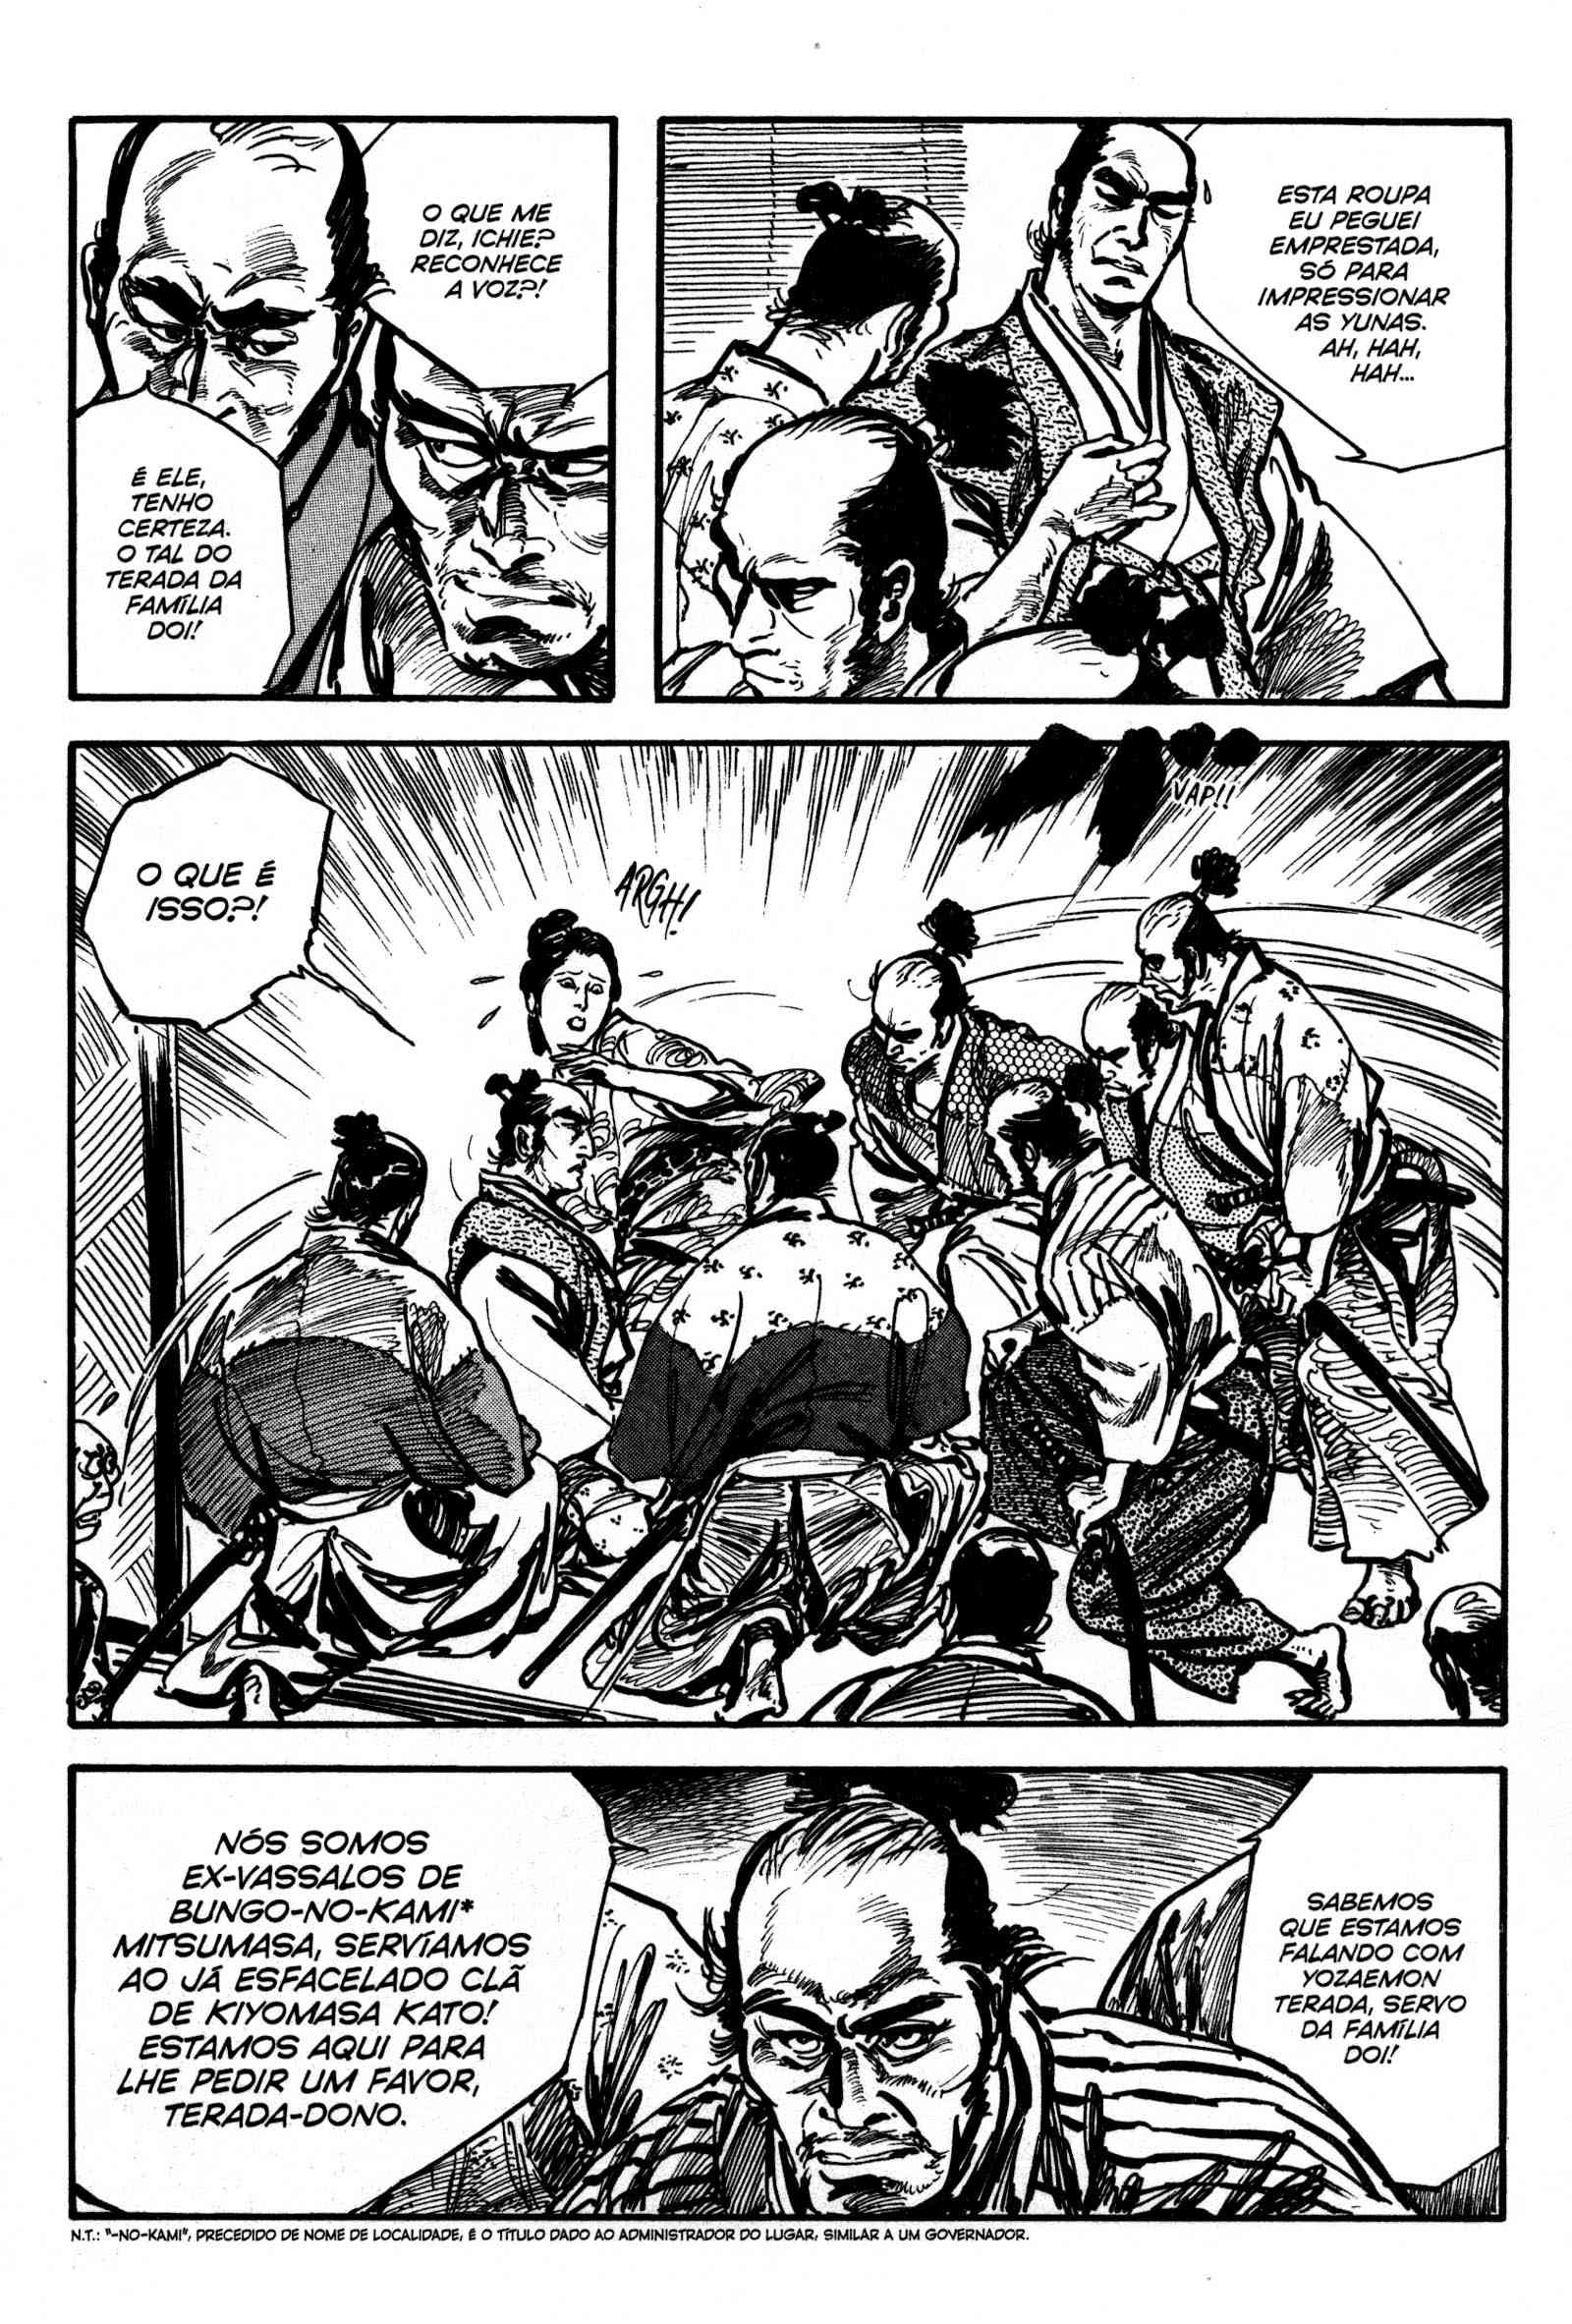 ESTA ROUPA
EU PEGUEI
EMPRESTADA,
SÓ PARA
IMPRESSIONAR
AS YUNAS.
AH, HAH,
HAH...
O QUE ME
DIZ, ICHIE?
RECONHECE
A VOZ?!
É ELE,
TENHO
CERTEZA.
O TAL DO
TERADA DA
FAMÍLIA
DOI!
VAP!!
ARGH!
O QUE É
ISSO?!
SABEMOS
QUE ESTAMOS
FALANDO COM
YOZAEMON
TERADA, SERVO
DA FAMÍLIA
DOI!
NÓS SOMOS
EX-VASSALOS DE
BUNGO-NO-KAMI*
MITSUMASA, SERVÍAMOS
AO JÁ ESFACELADO CLÃ
DE KIYOMASA KATO!
ESTAMOS AQUI PARA
LHE PEDIR UM FAVOR,
TERADA-DONO.
N.T.: "-NO-KAMI", PRECEDIDO DE NOME DE LOCALIDADE, É O TÍTULO DADO AO ADMINISTRADOR DO LUGAR, SIMILAR A UM GOVERNADOR.